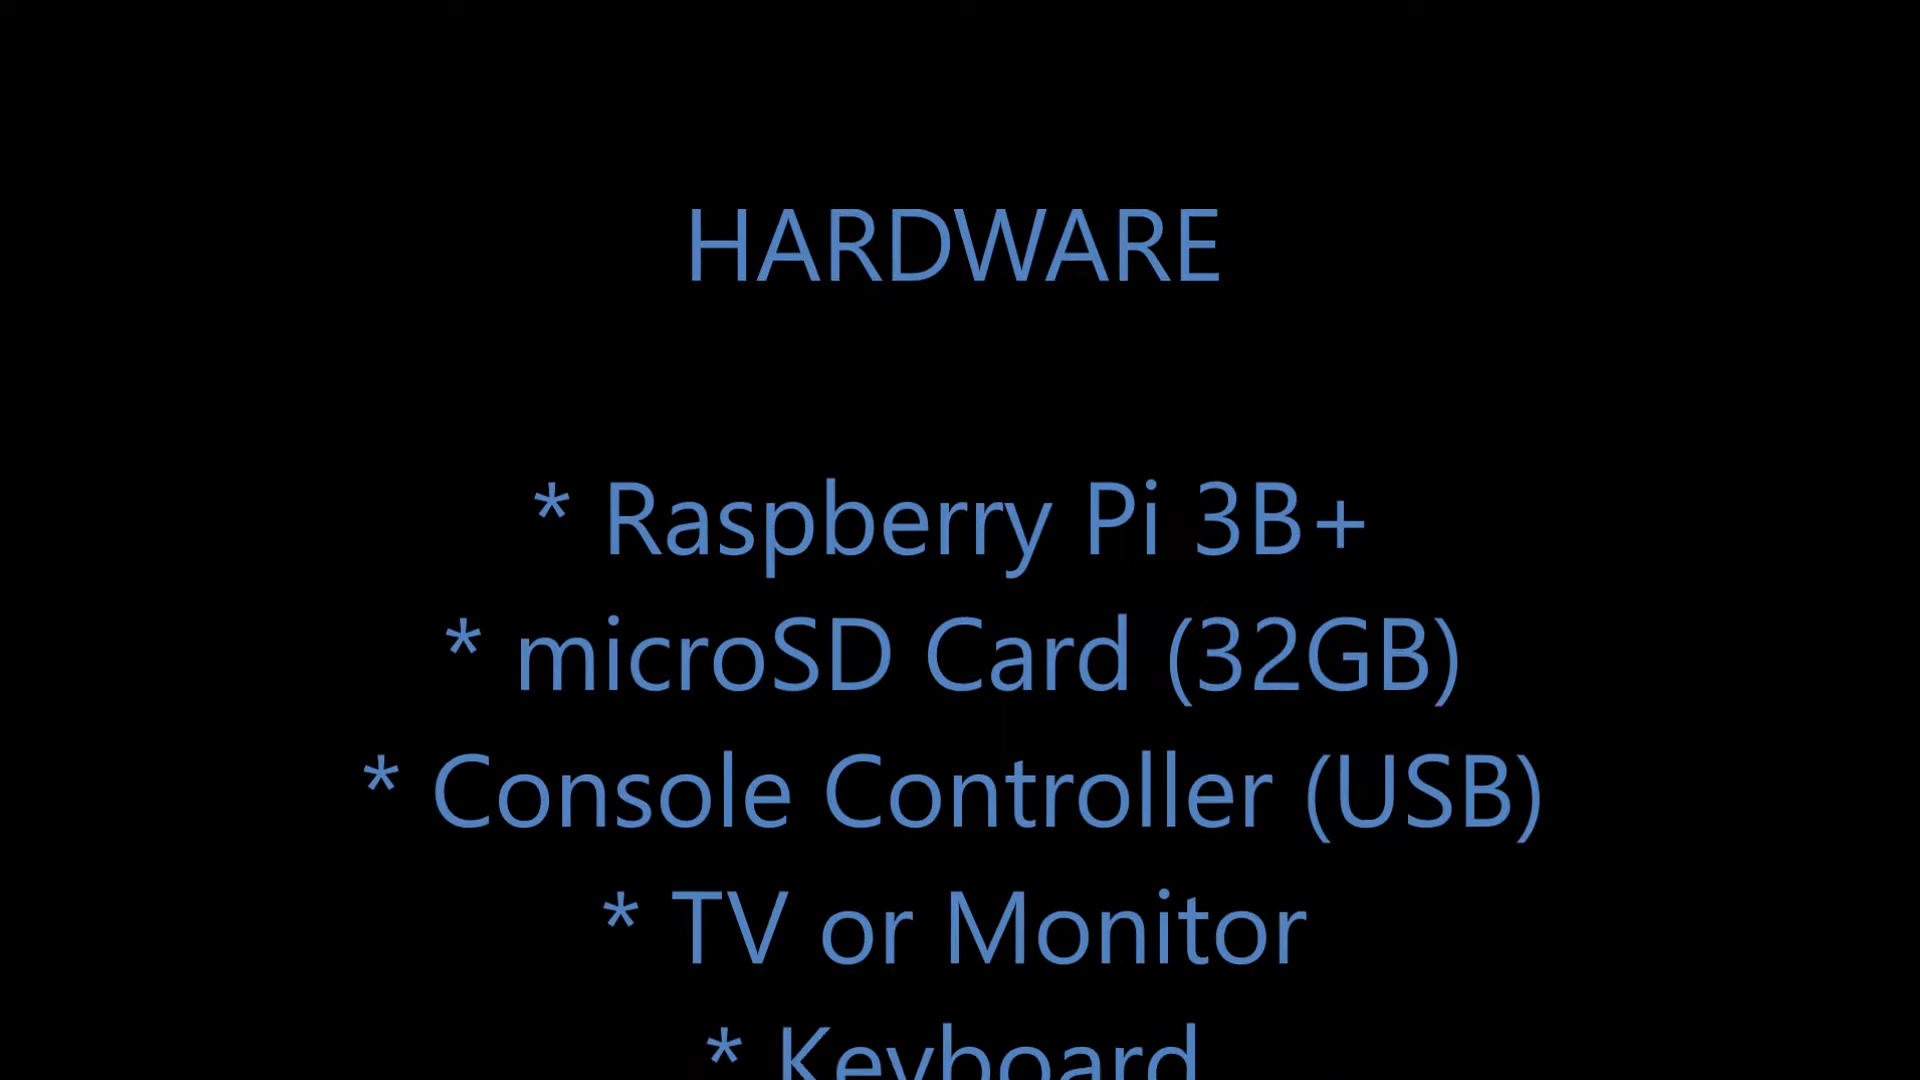 HARDWARE
* Raspberry Pi 3B+
* microSD Card (32GB)
* Console Controller (USB)
* TV or Monitor
* Keyboard